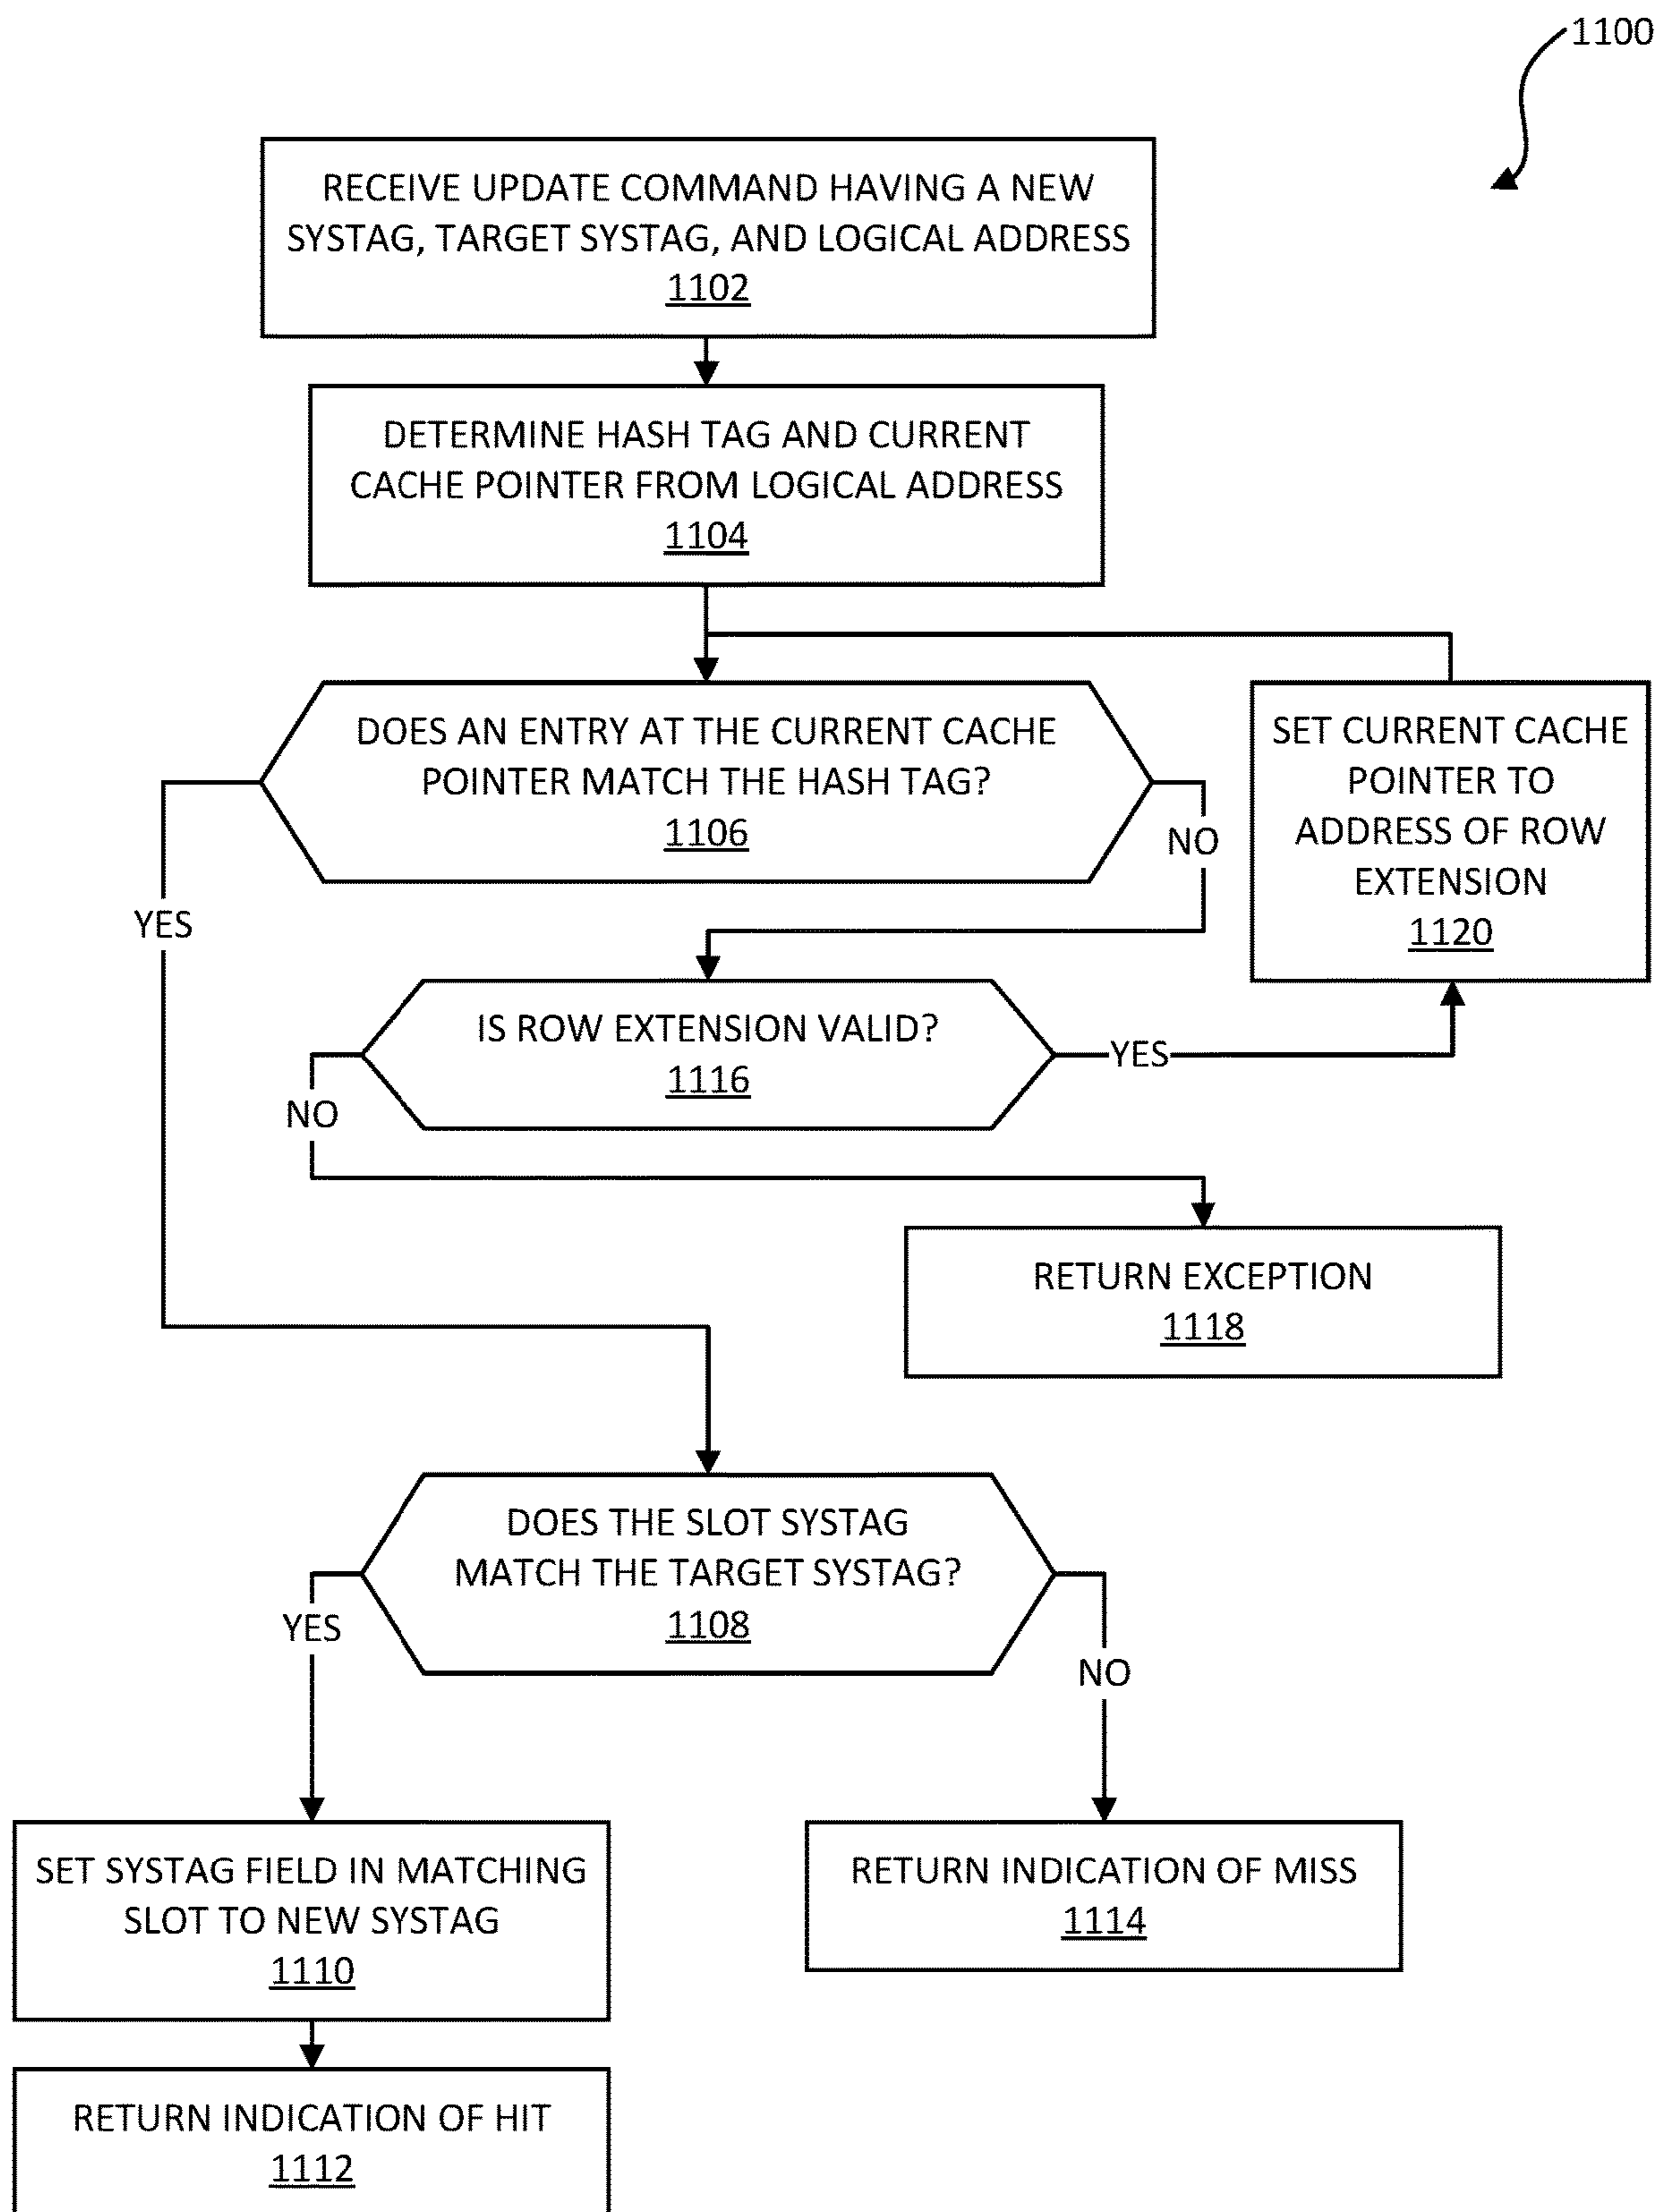 1100
RECEIVE UPDATE COMMAND HAVING A NEW
SYSTAG, TARGET SYSTAG, AND LOGICAL ADDRESS
1102
DETERMINE HASH TAG AND CURRENT
CACHE POINTER FROM LOGICAL ADDRESS
1104
DOES AN ENTRY AT THE CURRENT CACHE
POINTER MATCH THE HASH TAG?
1106
SET CURRENT CACHE
POINTER TO
ADDRESS OF ROW
EXTENSION
1120
NO
YES
IS ROW EXTENSION VALID?
1116
YES
NO
RETURN EXCEPTION
1118
DOES THE SLOT SYSTAG
MATCH THE TARGET SYSTAG?
1108
YES
NO
SET SYSTAG FIELD IN MATCHING
SLOT TO NEW SYSTAG
1110
RETURN INDICATION OF MISS
1114
RETURN INDICATION OF HIT
1112